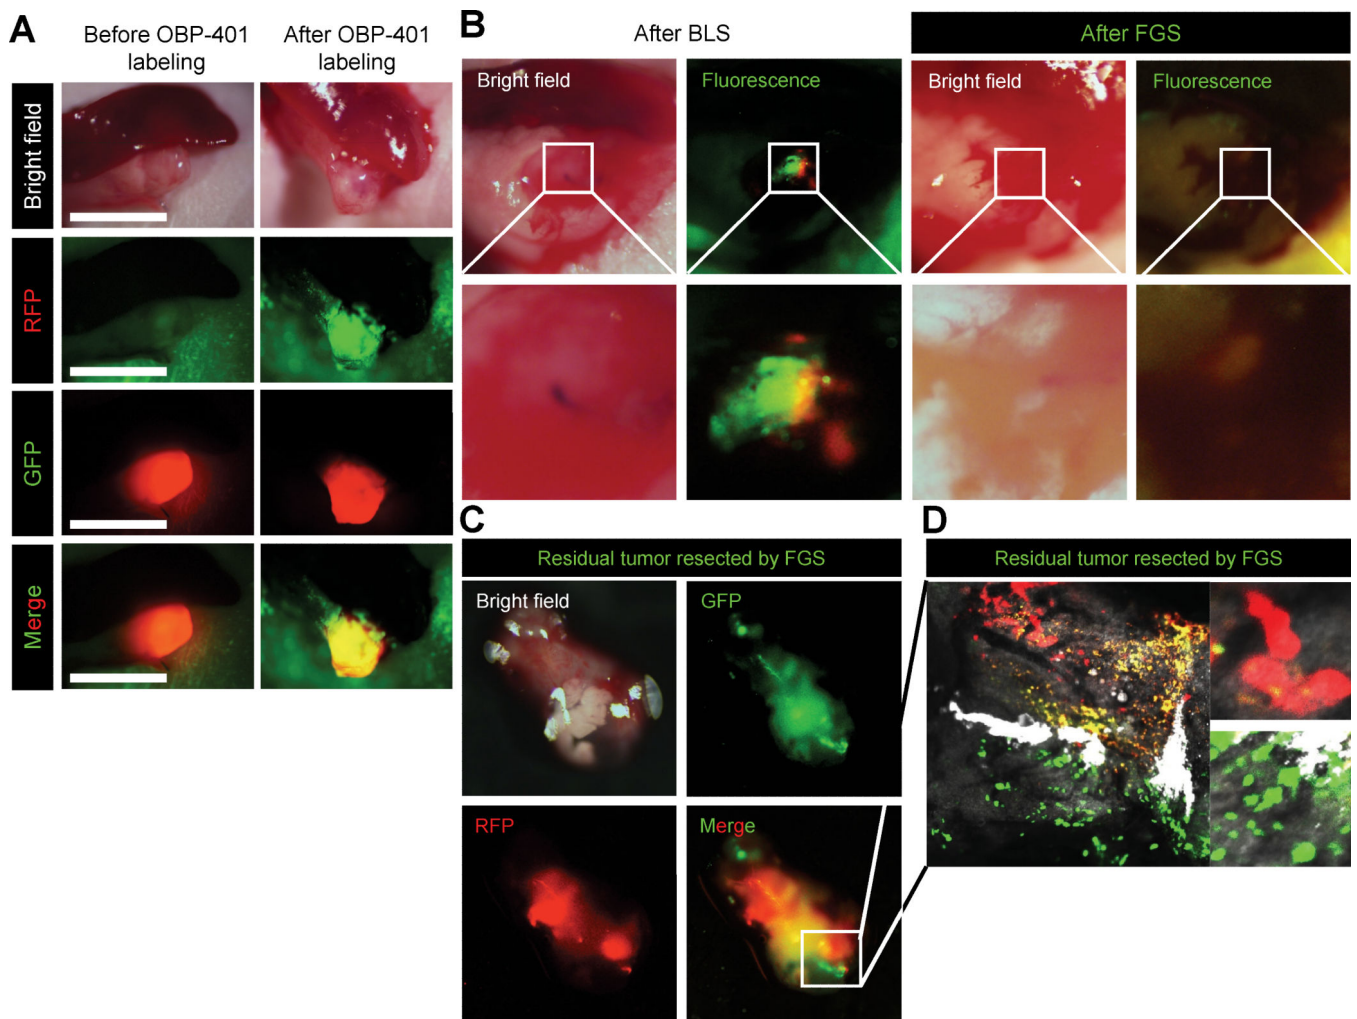 A
Before OBP-401
labeling
After OBP-401
labeling
Bright field
RFP
GFP
Merge
B
After BLS
After FGS
Bright field
Fluorescence
Bright field
Fluorescence
C
Residual tumor resected by FGS
Bright field
GFP
RFP
Merge
D
Residual tumor resected by FGS